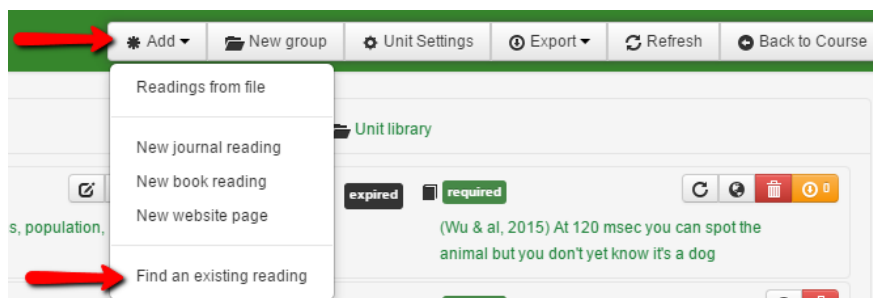 Add New group Unit Settings Export Refresh Back to Course
Readings from file
Unit library
New journal reading
New book reading
New website page
expired required 0
s, population, (Wu & al, 2015) At 120 msec you can spot the
animal but you don't yet know it's a dog
Find an existing reading